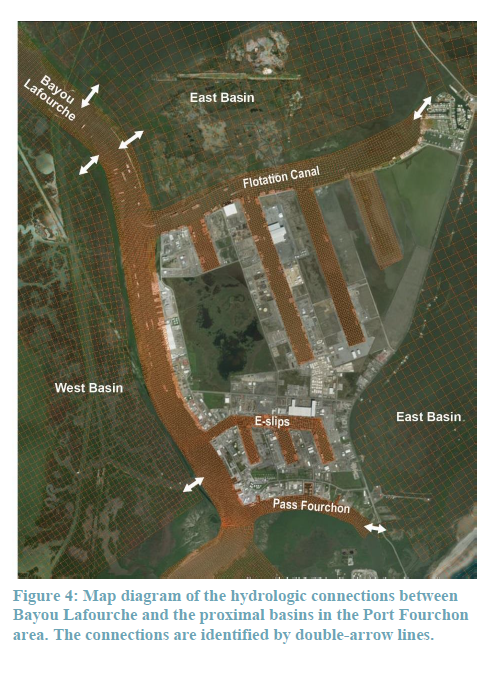 Bayou
Lafourche
East Basin
Flotation Canal
West Basin
East Basin
E-slips
Pass Fourchon
Figure 4: Map diagram of the hydrologic connections between
Bayou Lafourche and the proximal basins in the Port Fourchon
area. The connections are identified by double-arrow lines.